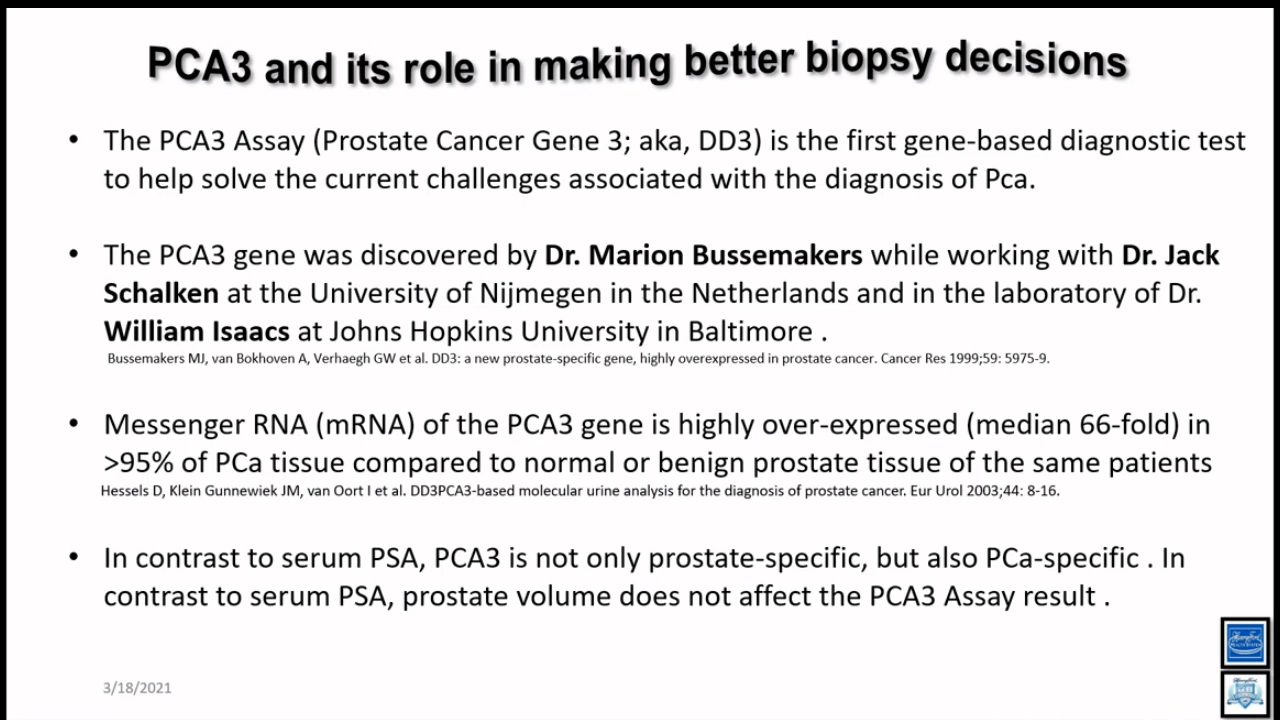 PCA3 and its role in making better biopsy decisions
• The PCA3 Assay (Prostate Cancer Gene 3; aka, DD3) is the first gene-based diagnostic test
to help solve the current challenges associated with the diagnosis of Pca.
• The PCA3 gene was discovered by Dr. Marion Bussemakers while working with Dr. Jack
Schalken at the University of Nijmegen in the Netherlands and in the laboratory of Dr.
William Isaacs at Johns Hopkins University in Baltimore .
Bussemakers MJ, van Bokhoven A, Verhaegh GW et al. DD3: a new prostate-specific gene, highly overexpressed in prostate cancer. Cancer Res 1999;59: 5975-9.
• Messenger RNA (mRNA) of the PCA3 gene is highly over-expressed (median 66-fold) in
>95% of PCa tissue compared to normal or benign prostate tissue of the same patients
Hessels D, Klein Gunnewiek JM, van Oort I et al. DD3PCA3-based molecular urine analysis for the diagnosis of prostate cancer. Eur Urol 2003;44: 8-16.
• In contrast to serum PSA, PCA3 is not only prostate-specific, but also PCa-specific . In
contrast to serum PSA, prostate volume does not affect the PCA3 Assay result .
3/18/2021